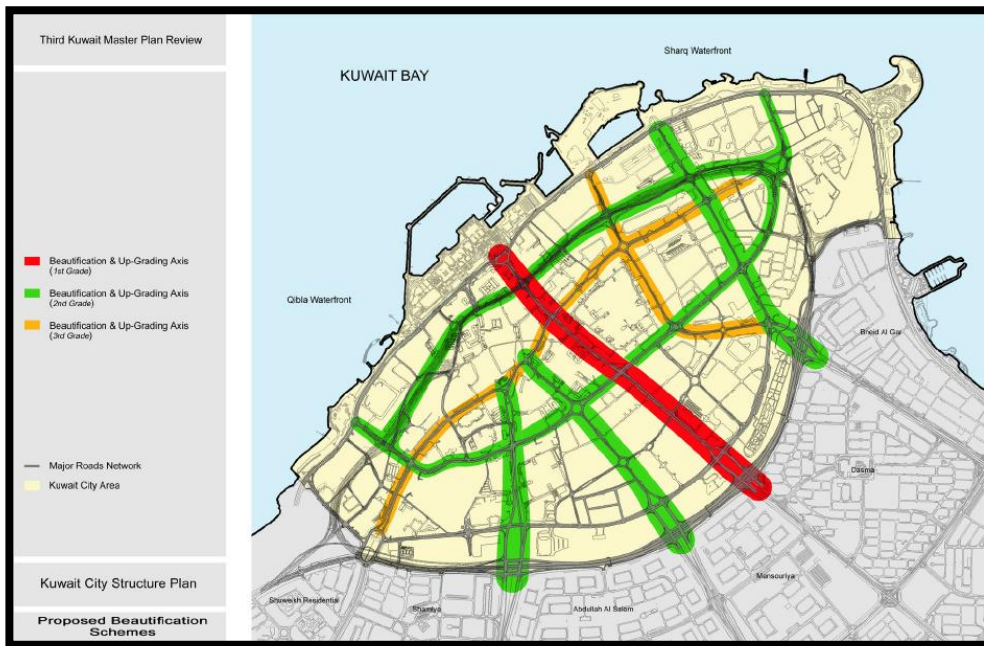 Third Kuwait Master Plan Review
Beautification & Up-Grading Axis
(1st Grade)
Beautification & Up-Grading Axis
(2nd Grade)
Beautification & Up-Grading Axis
(3rd Grade)
Major Roads Network
Kuwait City Area
Kuwait City Structure Plan
Proposed Beautification
Schemes
Sharq Waterfront
KUWAIT BAY
Qibla Waterfront
Bneid Al Gar
Dasma
Mansouriya
Abdullah Al Salem
Shamiya
Shuweish Residential